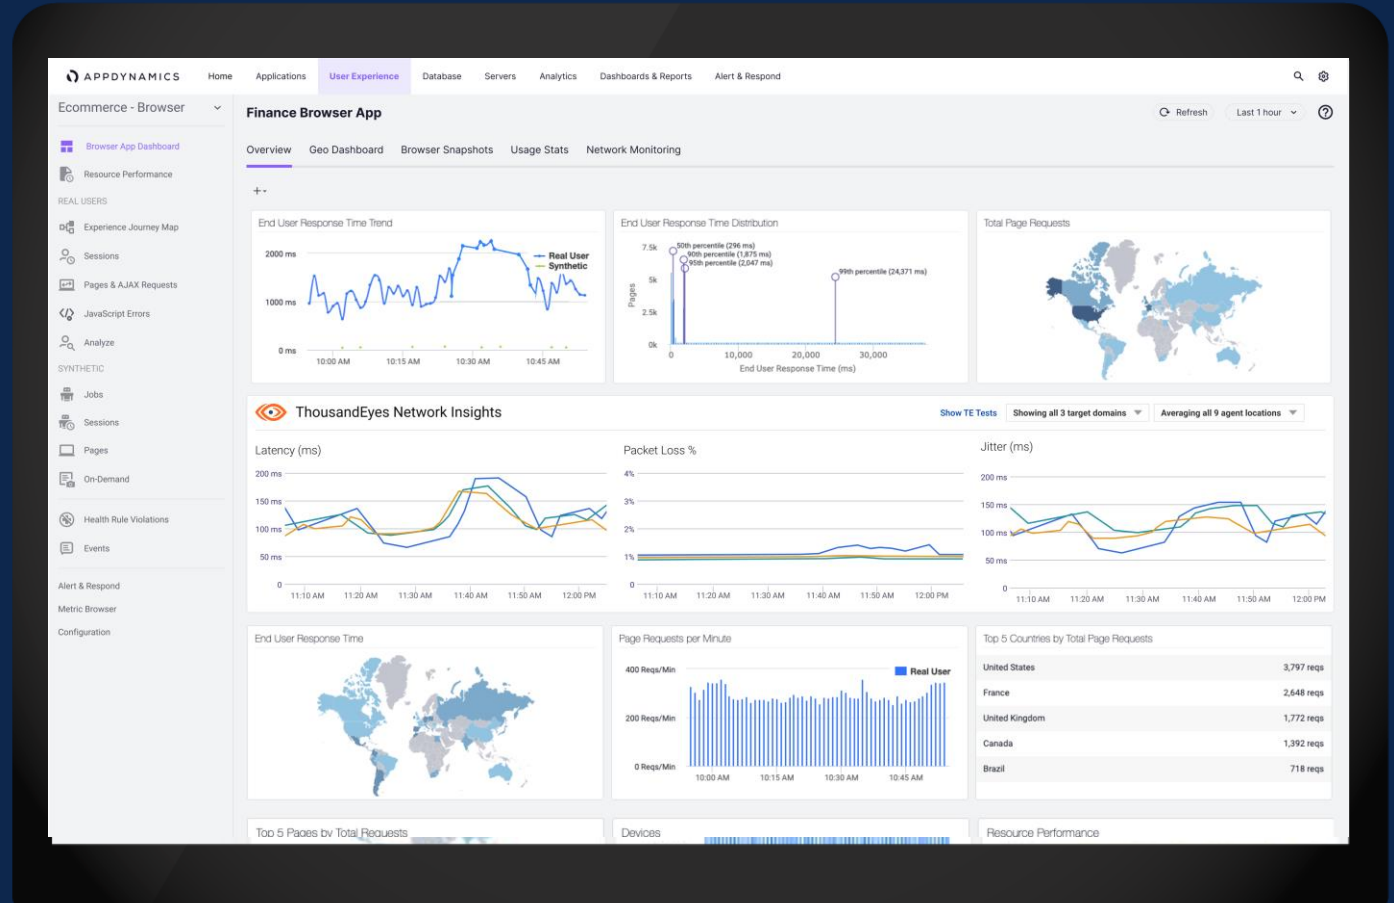 APPDYNAMICS
Home Applications User Experience Database Servers Analytics Dashboards & Reports Alert & Respond
Ecommerce - Browser
Browser App Dashboard
Resource Performance
REAL USERS
Experience Journey Map
Sessions
Pages & AJAX Requests
JavaScript Errors
Analyze
SYNTHETIC
Jobs
Sessions
Pages
On-Demand
Health Rule Violations
Events
Alert & Respond
Metric Browser
Configuration
Finance Browser App
Refresh Last 1 hour
Overview Geo Dashboard Browser Snapshots Usage Stats Network Monitoring
End User Response Time Trend
2000 ms
1000 ms
0 ms
Real User
Synthetic
10:00 AM 10:15 AM 10:30 AM 10:45 AM
End User Response Time Distribution
7.5k
5k
2.5k
0k
Pages
50th percentile (296 ms)
90th percentile (1,875 ms)
95th percentile (2,047 ms)
99th percentile (24,371 ms)
0 10,000 20,000 30,000
End User Response Time (ms)
Total Page Requests
ThousandEyes Network Insights
Show TE Tests Showing all 3 target domains Averaging all 9 agent locations
Latency (ms)
200 ms
150 ms
100 ms
50 ms
0
11:10 AM 11:20 AM 11:30 AM 11:40 AM 11:50 AM 12:00 PM
Packet Loss %
4%
3%
2%
1%
0
11:10 AM 11:20 AM 11:30 AM 11:40 AM 11:50 AM 12:00 PM
Jitter (ms)
200 ms
150 ms
100 ms
50 ms
0
11:10 AM 11:20 AM 11:30 AM 11:40 AM 11:50 AM 12:00 PM
End User Response Time
Page Requests per Minute
400 Reqs/Min
200 Reqs/Min
0 Reqs/Min
Real User
10:00 AM 10:15 AM 10:30 AM 10:45 AM
Top 5 Countries by Total Page Requests
United States 3,797 reqs
France 2,648 reqs
United Kingdom 1,772 reqs
Canada 1,392 reqs
Brazil 718 reqs
Top 5 Pages by Total Requests
Devices
Resource Performance